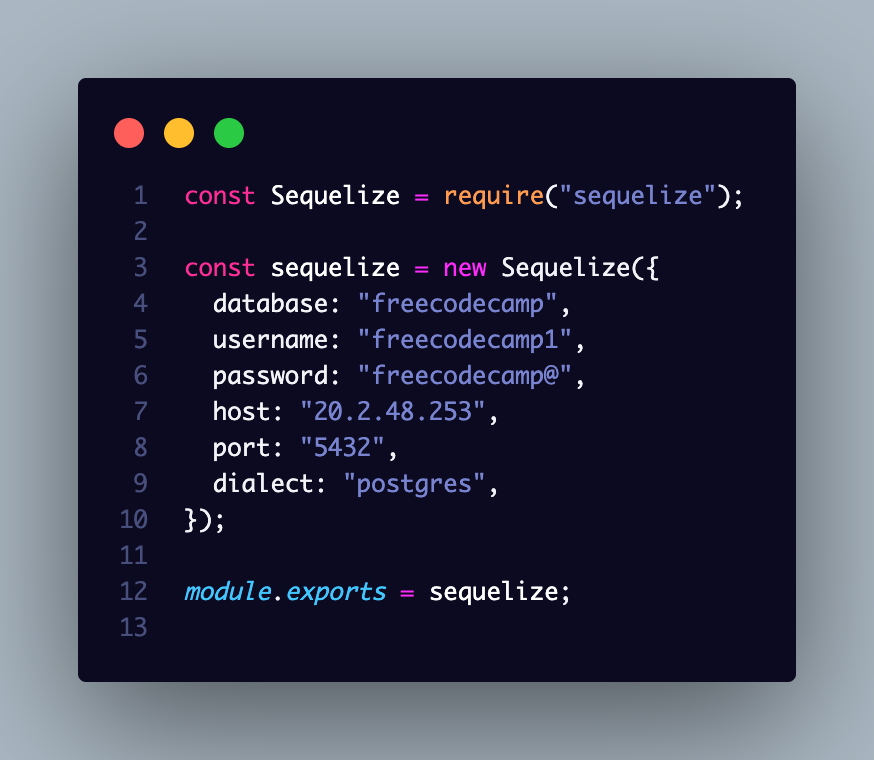 1 const Sequelize = require("sequelize");
2
3 const sequelize = new Sequelize({
4   database: "freecodecamp",
5   username: "freecodecamp1",
6   password: "freecodecamp@",
7   host: "20.2.48.253",
8   port: "5432",
9   dialect: "postgres",
10 });
11
12 module.exports = sequelize;
13